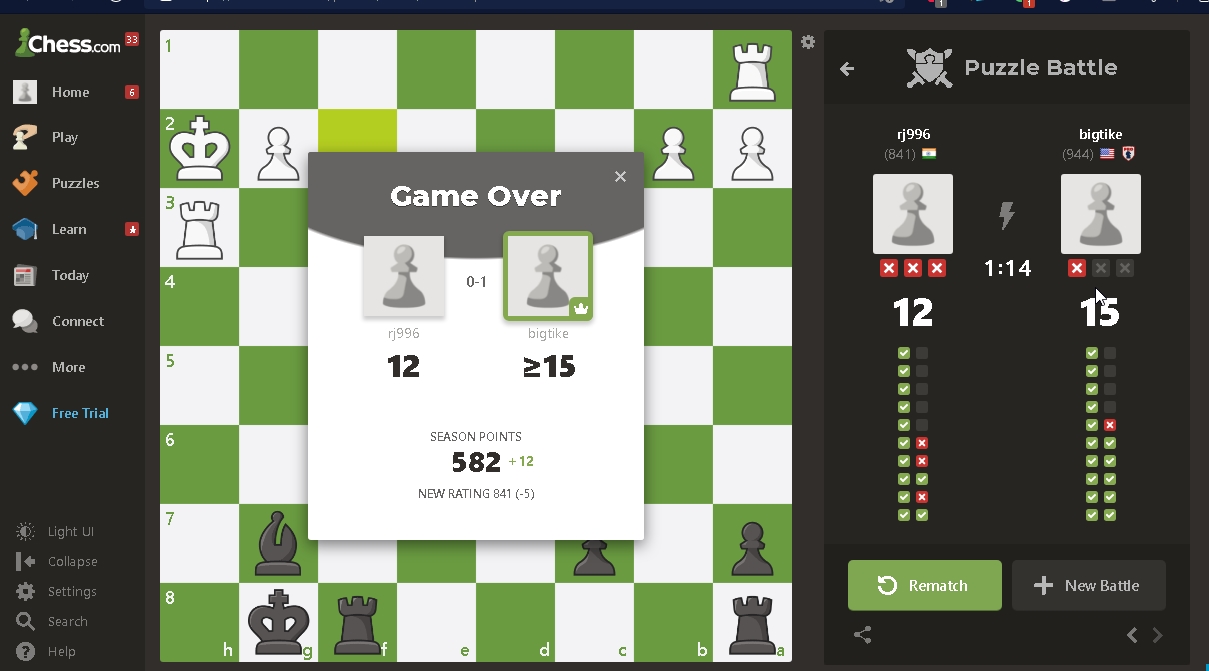 Chess.com 33
Home 6
Play
Puzzles
Learn
Today
Connect
More
Free Trial
Light UI
Collapse
Settings
Search
Help
1
2
3
4
5
6
7
8
h g f e d c b a
Game Over
0-1
rj996 bigtike
12 ≥15
SEASON POINTS
582 +12
NEW RATING 841 (-5)
Puzzle Battle
rj996 bigtike
(841) (944)
1:14
12 15
Rematch New Battle
1 1